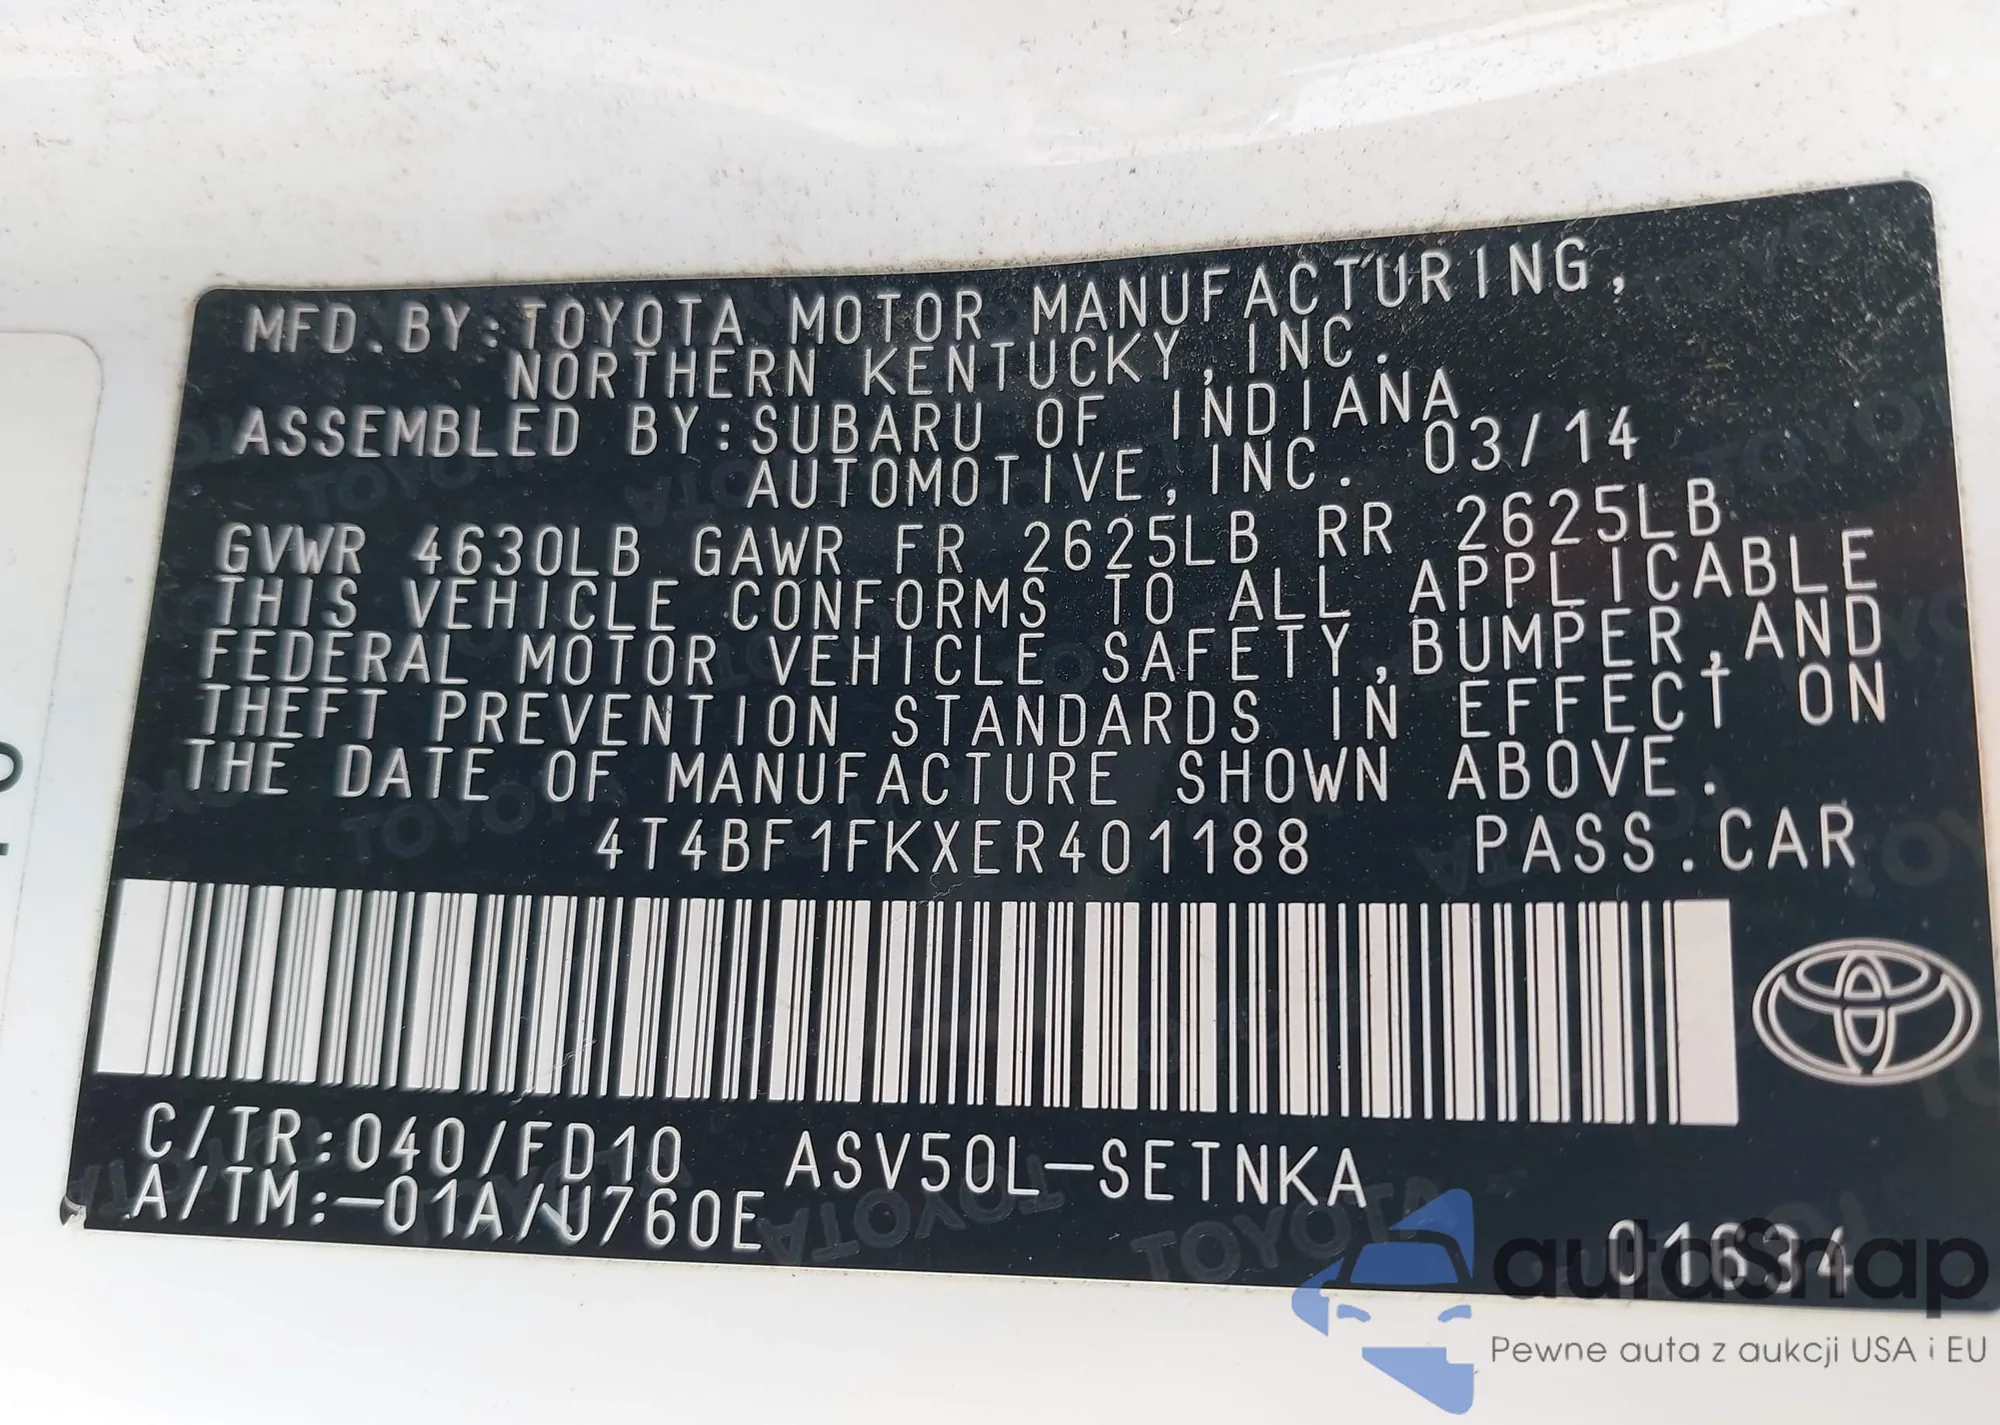 MFD.BY:TOYOTA MOTOR MANUFACTURING,
NORTHERN KENTUCKY,INC.
ASSEMBLED BY:SUBARU OF INDIANA
AUTOMOTIVE,INC. 03/14
GVWR 4630LB GAWR FR 2625LB RR 2625LB
THIS VEHICLE CONFORMS TO ALL APPLICABLE
FEDERAL MOTOR VEHICLE SAFETY,BUMPER,AND
THEFT PREVENTION STANDARDS IN EFFECT ON
THE DATE OF MANUFACTURE SHOWN ABOVE.
4T4BF1FKXER401188 PASS.CAR
C/TR:040/FD10 ASV50L-SETNKA
A/TM:-01A/U760E
01634
autosnap
Pewne auta z aukcji USA i EU